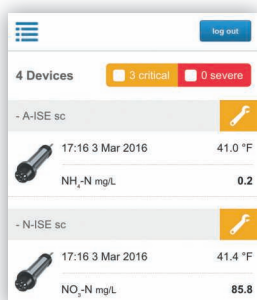 log out
4 Devices 3 critical 0 severe
- A-ISE sc
17:16 3 Mar 2016 41.0 °F
NH₄-N mg/L 0.2
- N-ISE sc
17:16 3 Mar 2016 41.4 °F
NO₃-N mg/L 85.8